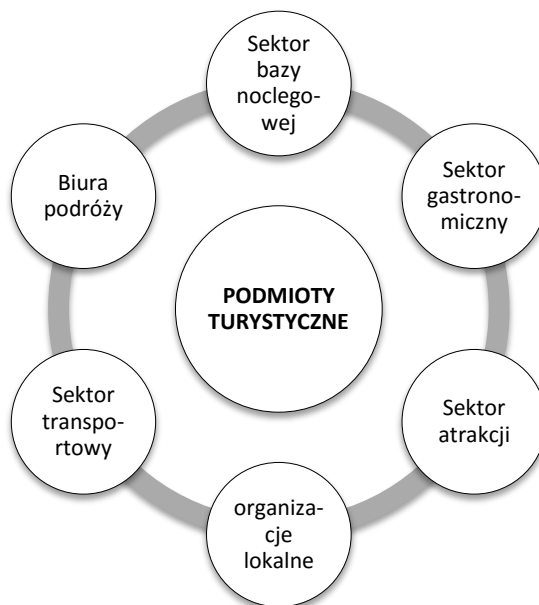 Sektor
bazy
noclego-
wej
Sektor
gastrono-
miczny
Sektor
atrakcji
organiza-
cje
lokalne
Sektor
transpo-
rtowy
Biura
podróży
PODMIOTY
TURYSTYCZNE